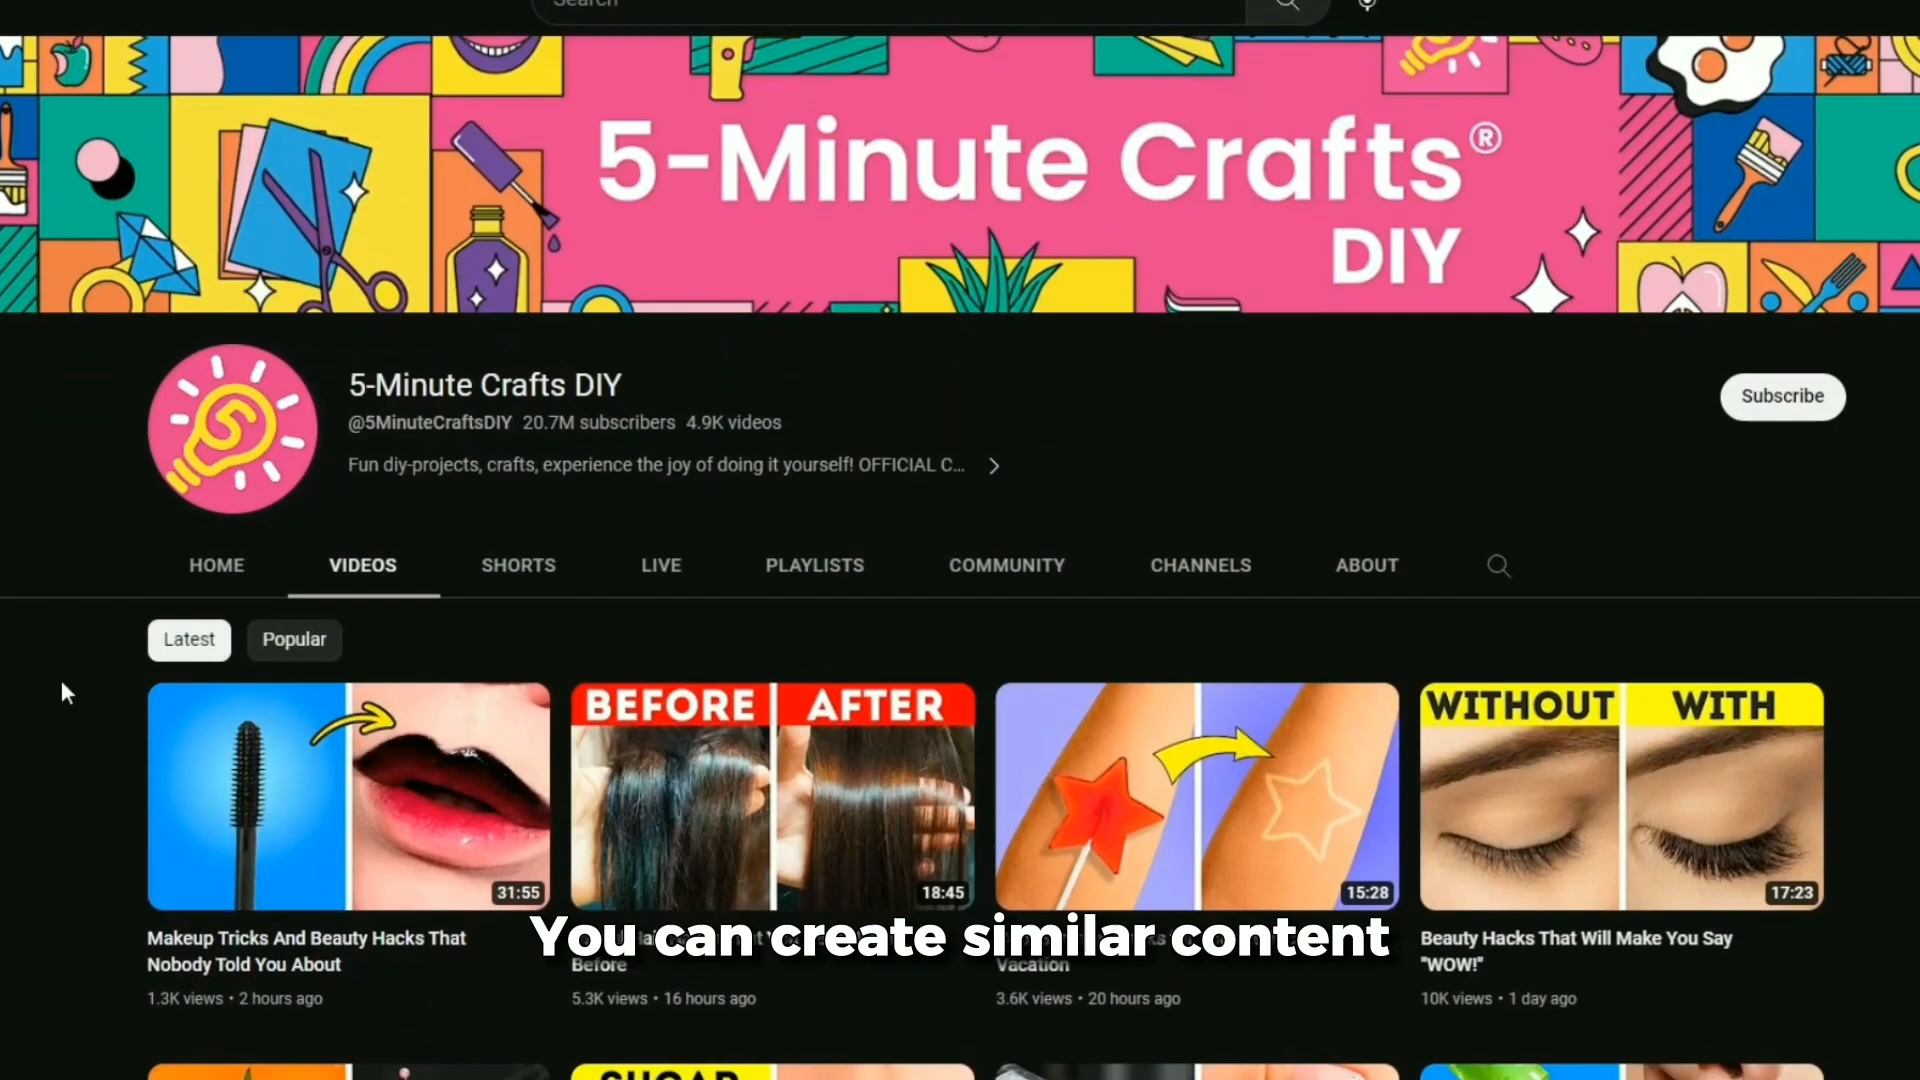 Search
5-Minute Crafts®
DIY
5-Minute Crafts DIY
@5MinuteCraftsDIY 20.7M subscribers 4.9K videos
Fun diy-projects, crafts, experience the joy of doing it yourself! OFFICIAL C...
Subscribe
HOME VIDEOS SHORTS LIVE PLAYLISTS COMMUNITY CHANNELS ABOUT
Latest Popular
BEFORE AFTER WITHOUT WITH
31:55 18:45 15:28 17:23
You can create similar content
Makeup Tricks And Beauty Hacks That
Nobody Told You About
1.3K views • 2 hours ago
Before
5.3K views • 16 hours ago
Vacation
3.6K views • 20 hours ago
Beauty Hacks That Will Make You Say
"WOW!"
10K views • 1 day ago
SUGAR